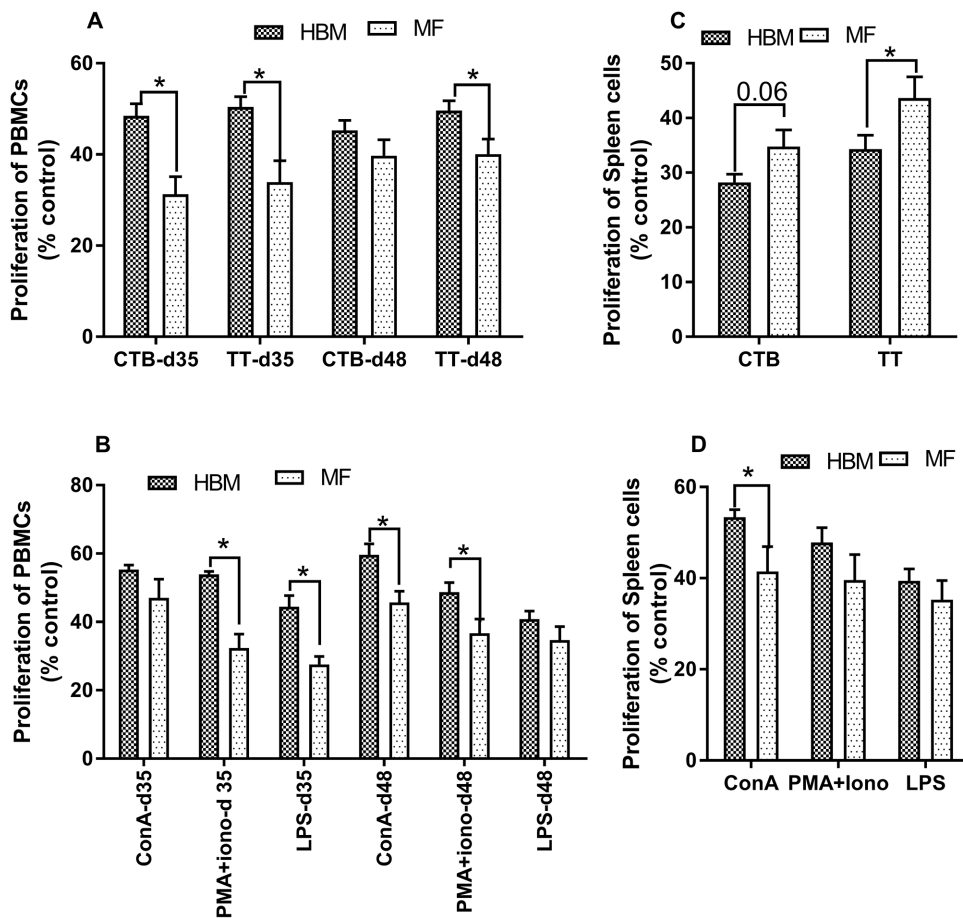 A
HBM MF
Proliferation of PBMCs
(% control)
60
40
20
0
* * *
CTB-d35 TT-d35 CTB-d48 TT-d48
C
HBM MF
Proliferation of Spleen cells
(% control)
50
40
30
20
10
0
0.06 *
CTB TT
B
HBM MF
Proliferation of PBMCs
(% control)
80
60
40
20
0
* * * *
ConA-d35
PMA+iono-d 35
LPS-d35
ConA-d48
PMA+iono-d48
LPS-d48
D
HBM MF
Proliferation of Spleen cells
(% control)
60
40
20
0
*
ConA PMA+Iono LPS